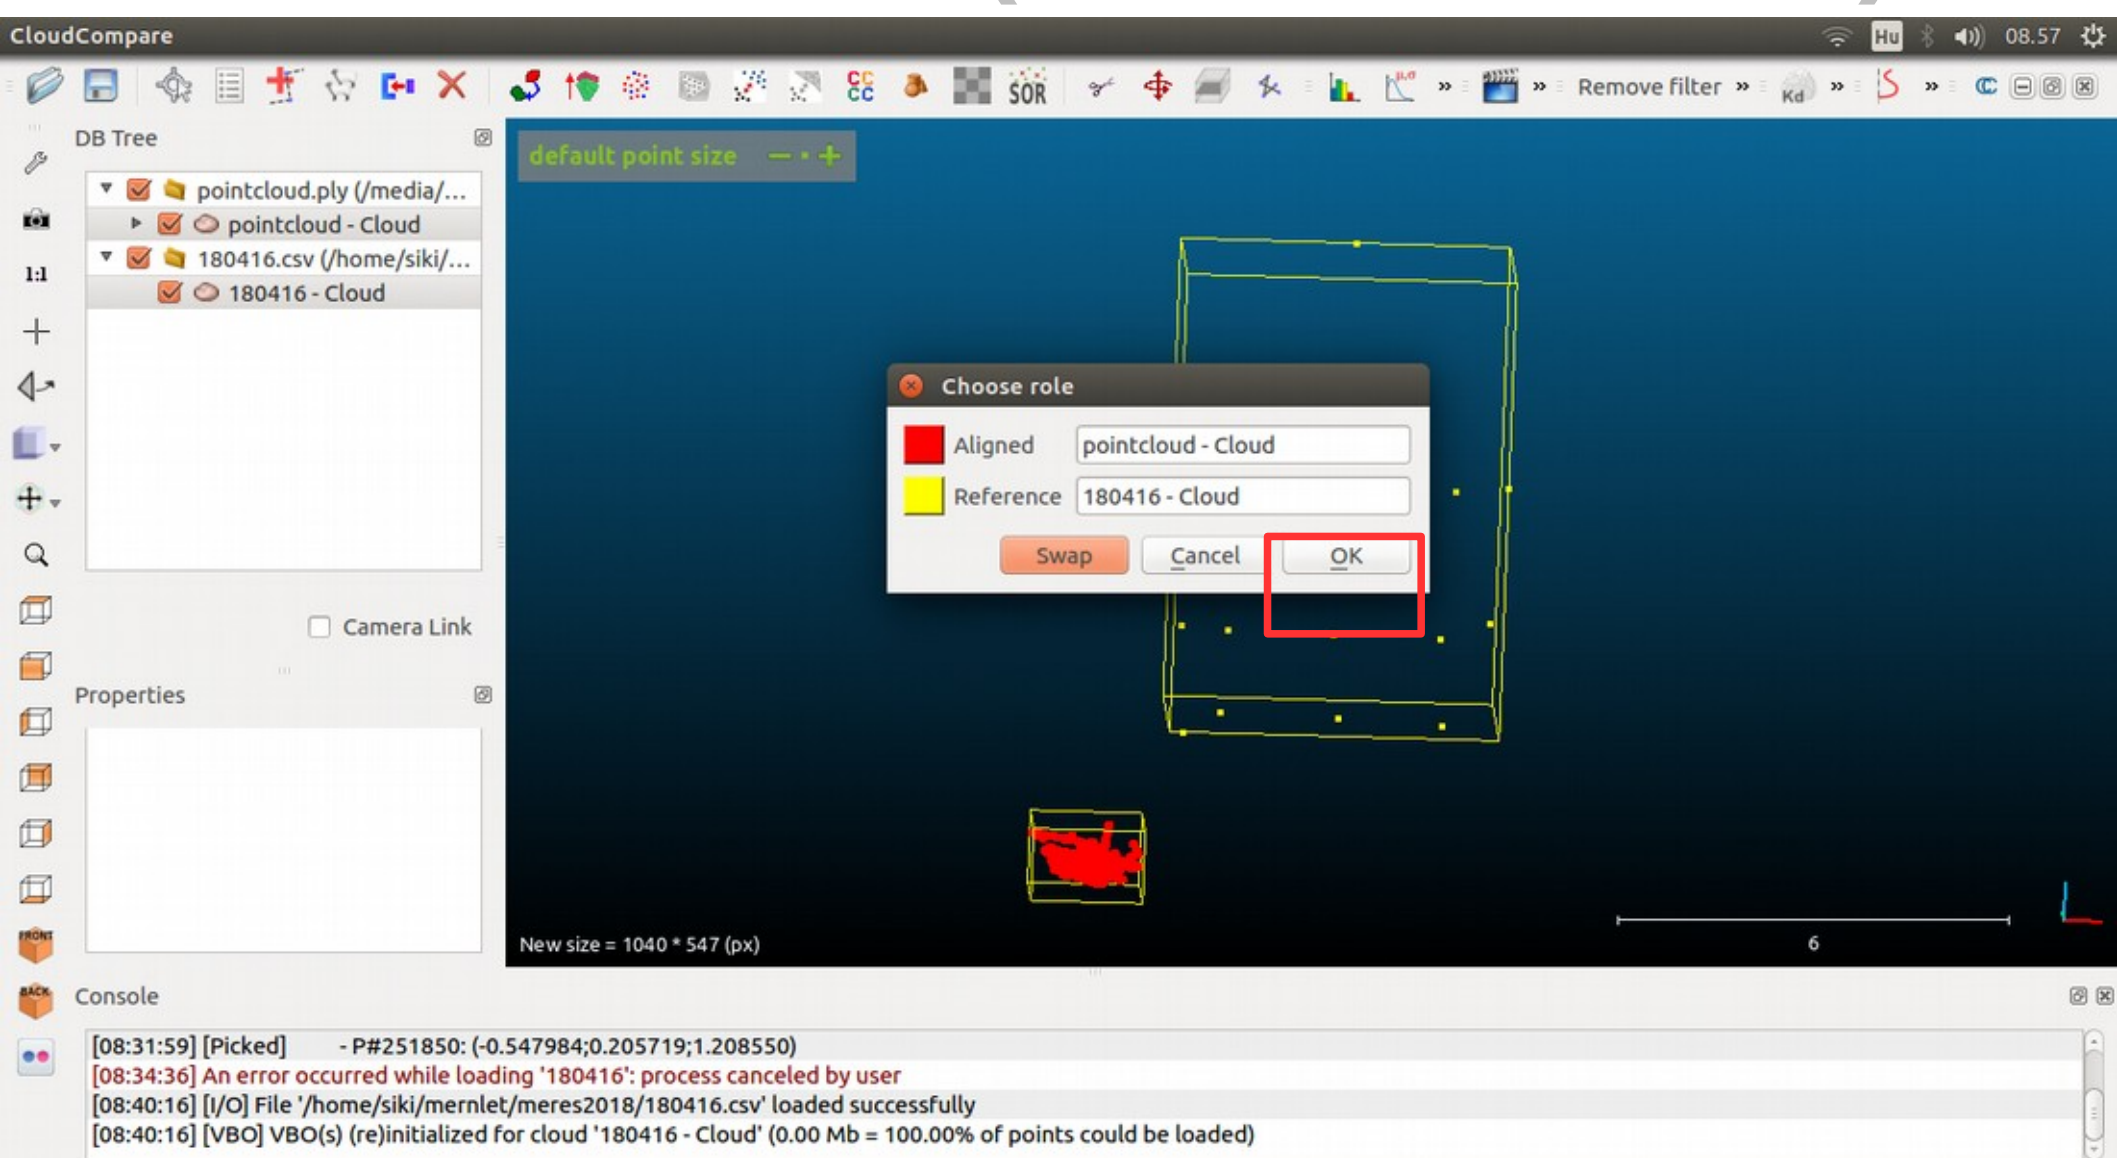 CloudCompare
Hu
08.57
CC
CC
SOR
μ,σ
»
»
Remove filter »
Kd
»
»
DB Tree
default point size
pointcloud.ply (/media/...
pointcloud - Cloud
180416.csv (/home/siki/...
180416 - Cloud
1:1
Choose role
Aligned
pointcloud - Cloud
Reference
180416 - Cloud
Swap
Cancel
OK
Camera Link
Properties
FRONT
New size = 1040 * 547 (px)
6
BACK
Console
[08:31:59] [Picked] - P#251850: (-0.547984;0.205719;1.208550)
[08:34:36] An error occurred while loading '180416': process canceled by user
[08:40:16] [I/O] File '/home/siki/mernlet/meres2018/180416.csv' loaded successfully
[08:40:16] [VBO] VBO(s) (re)initialized for cloud '180416 - Cloud' (0.00 Mb = 100.00% of points could be loaded)